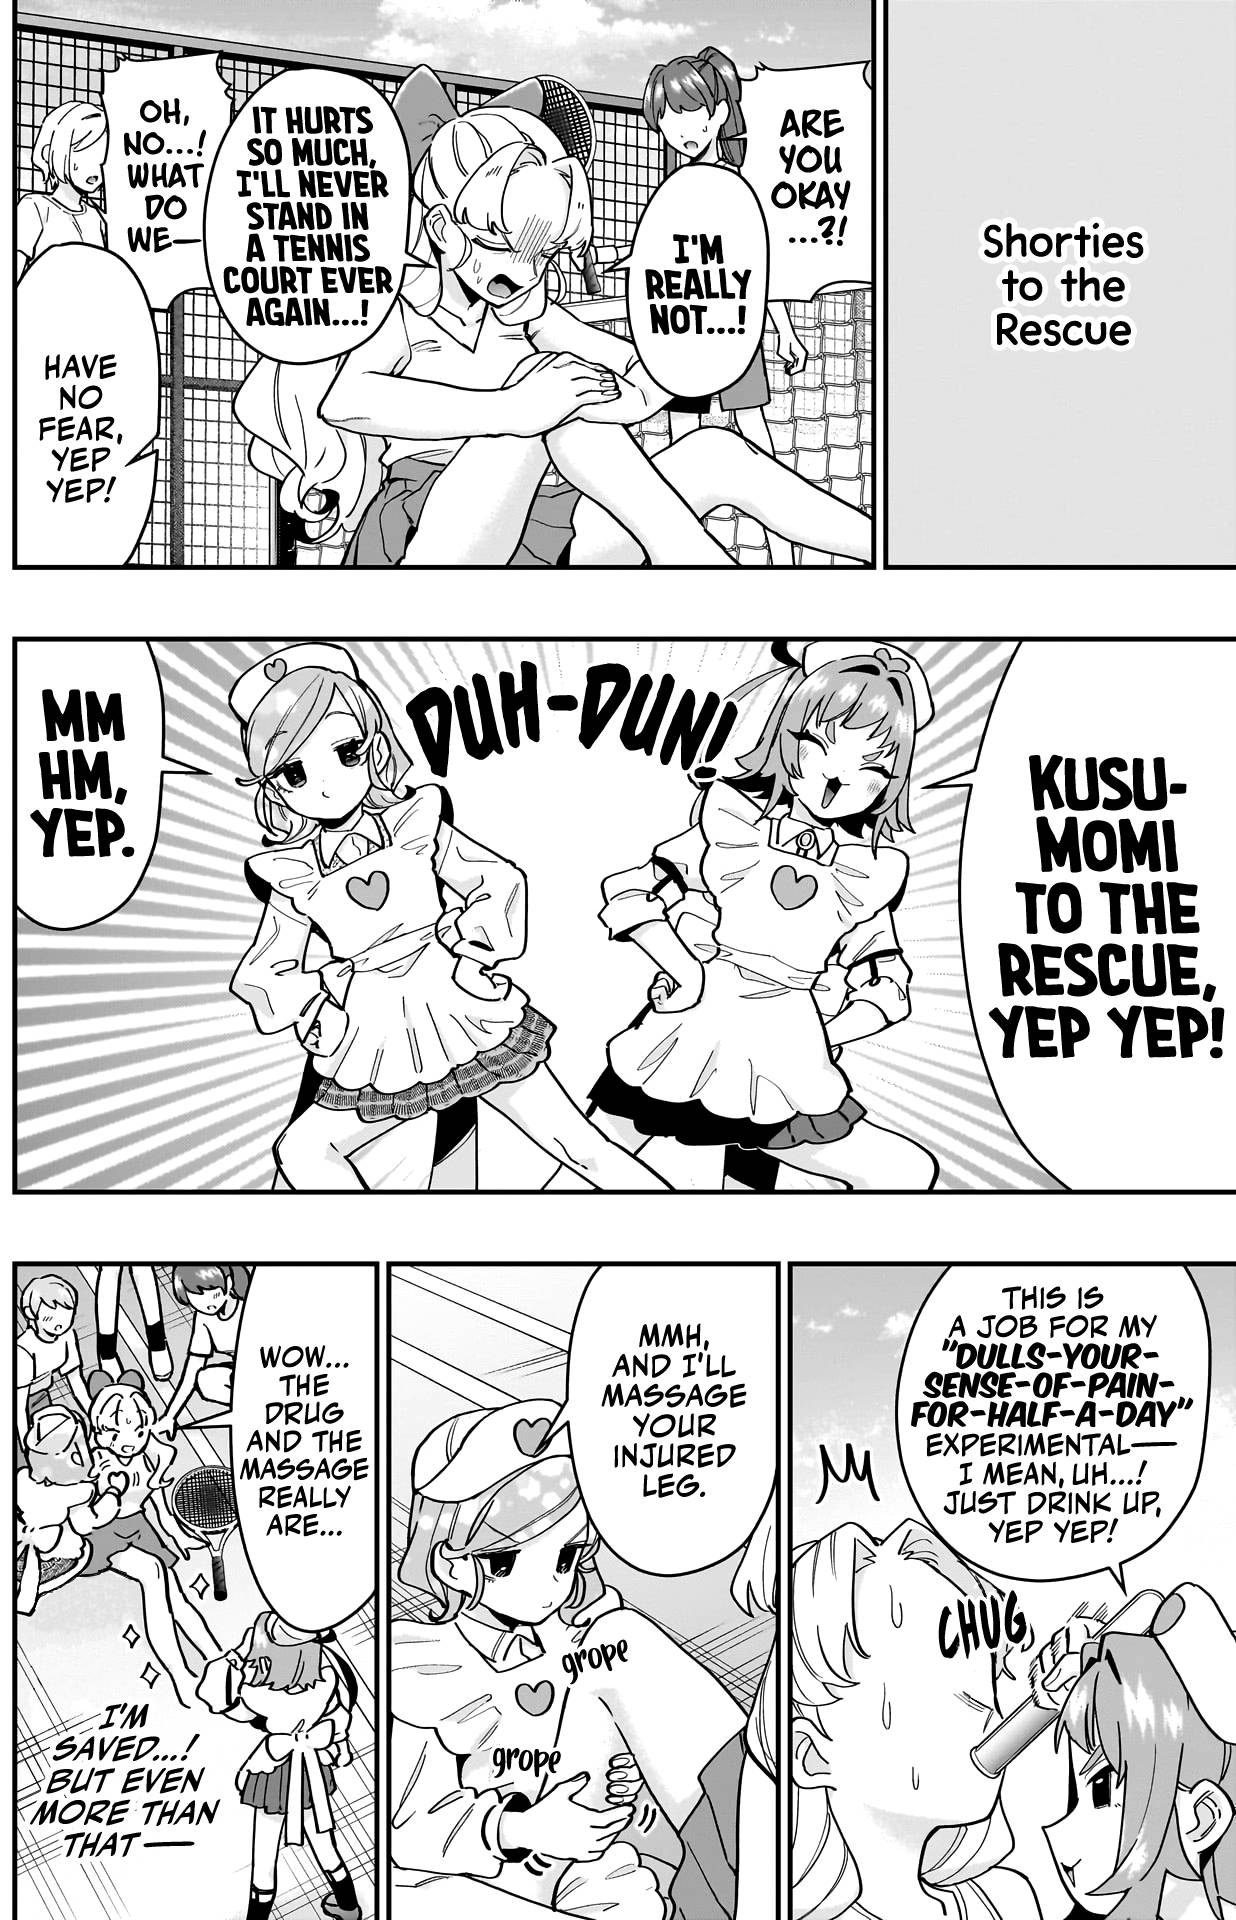 Shorties
to the
Rescue
ARE
YOU
OKAY
...?!
I'M
REALLY
NOT...!
IT HURTS
SO MUCH,
I'LL NEVER
STAND IN
A TENNIS
COURT EVER
AGAIN...!
OH,
NO...!
WHAT
DO
WE—
HAVE
NO
FEAR,
YEP
YEP!
KUSU-
MOMI
TO THE
RESCUE,
YEP YEP!
DUH-DUN!
MM
HM,
YEP.
THIS IS
A JOB FOR MY
"DULLS-YOUR-
SENSE-OF-PAIN-
FOR-HALF-A-DAY"
EXPERIMENTAL—
I MEAN, UH...!
JUST DRINK UP,
YEP YEP!
CHUG
MMH,
AND I'LL
MASSAGE
YOUR
INJURED
LEG.
grope
grope
WOW...
THE
DRUG
AND THE
MASSAGE
REALLY
ARE...
I'M
SAVED...!
BUT EVEN
MORE THAN
THAT—